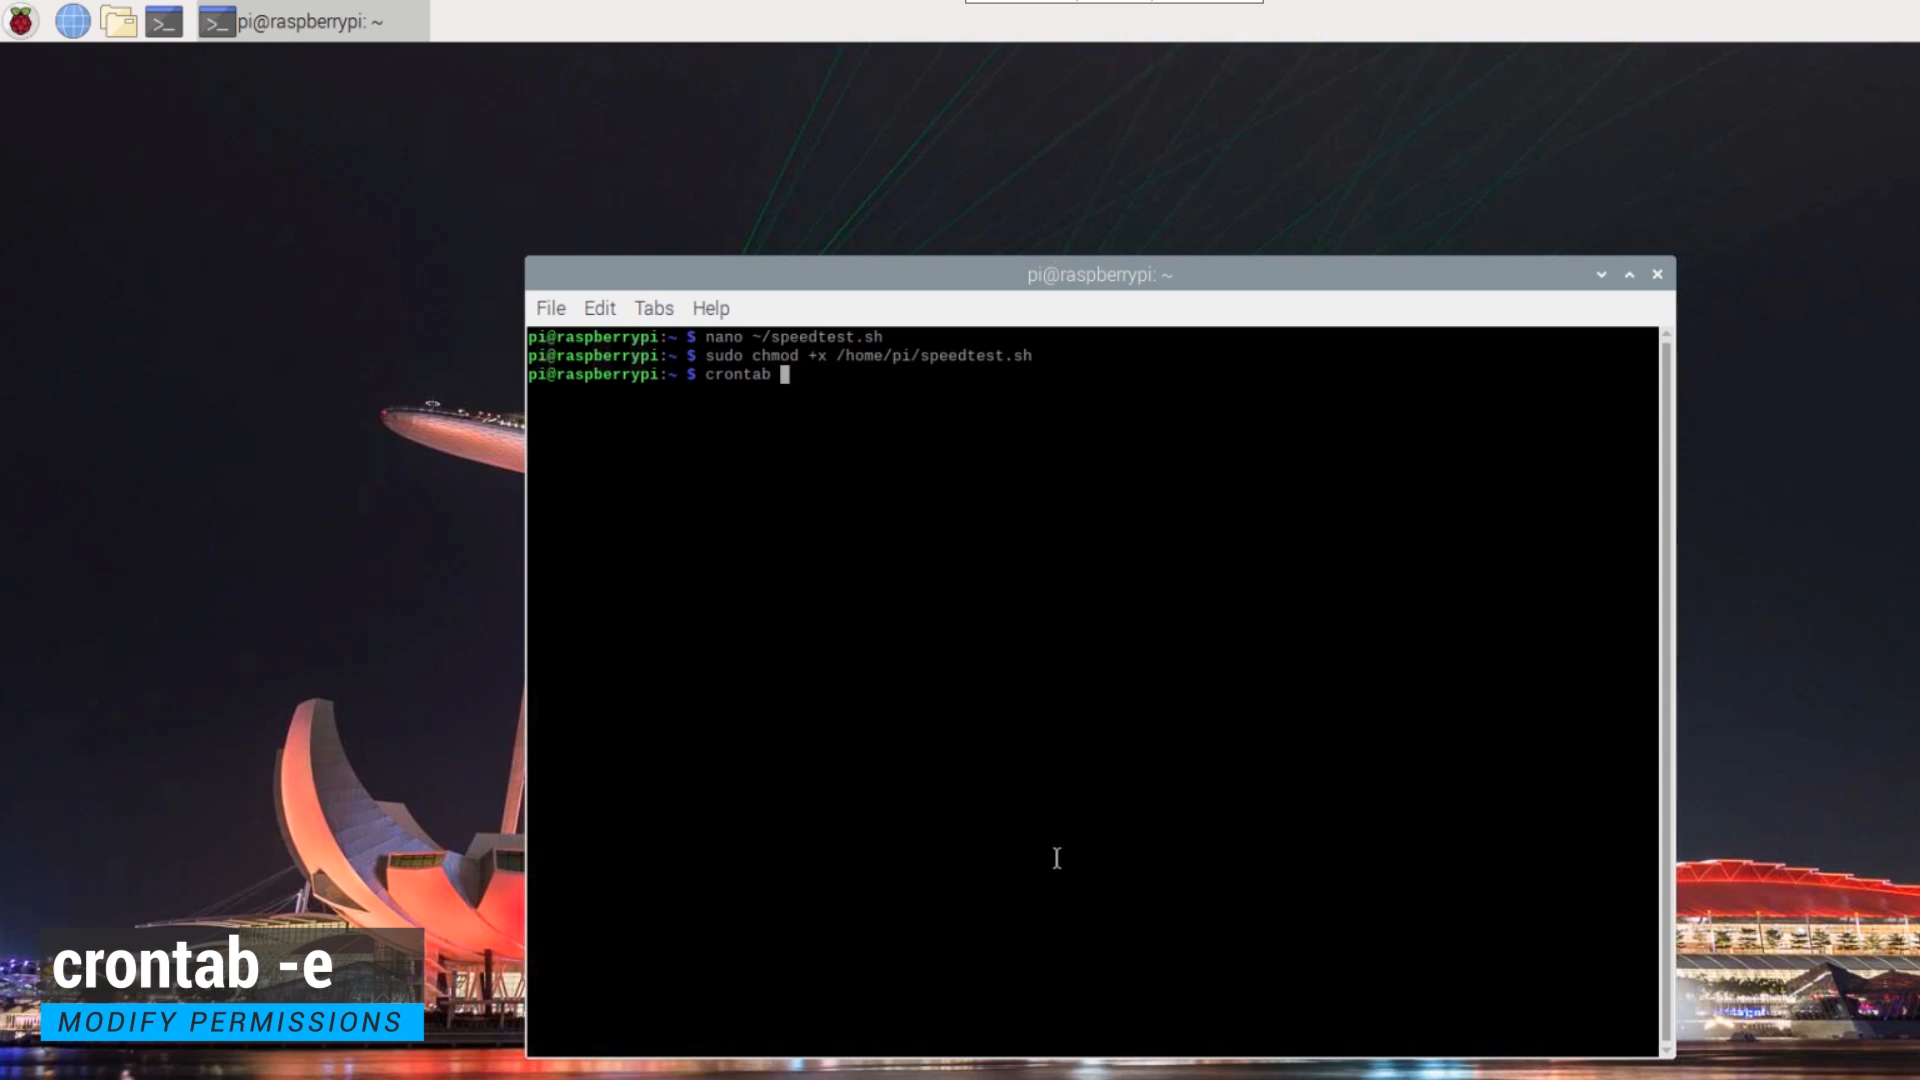 pi@raspberrypi: ~
pi@raspberrypi: ~
File Edit Tabs Help
pi@raspberrypi:~ $ nano ~/speedtest.sh
pi@raspberrypi:~ $ sudo chmod +x /home/pi/speedtest.sh
pi@raspberrypi:~ $ crontab
crontab -e
MODIFY PERMISSIONS